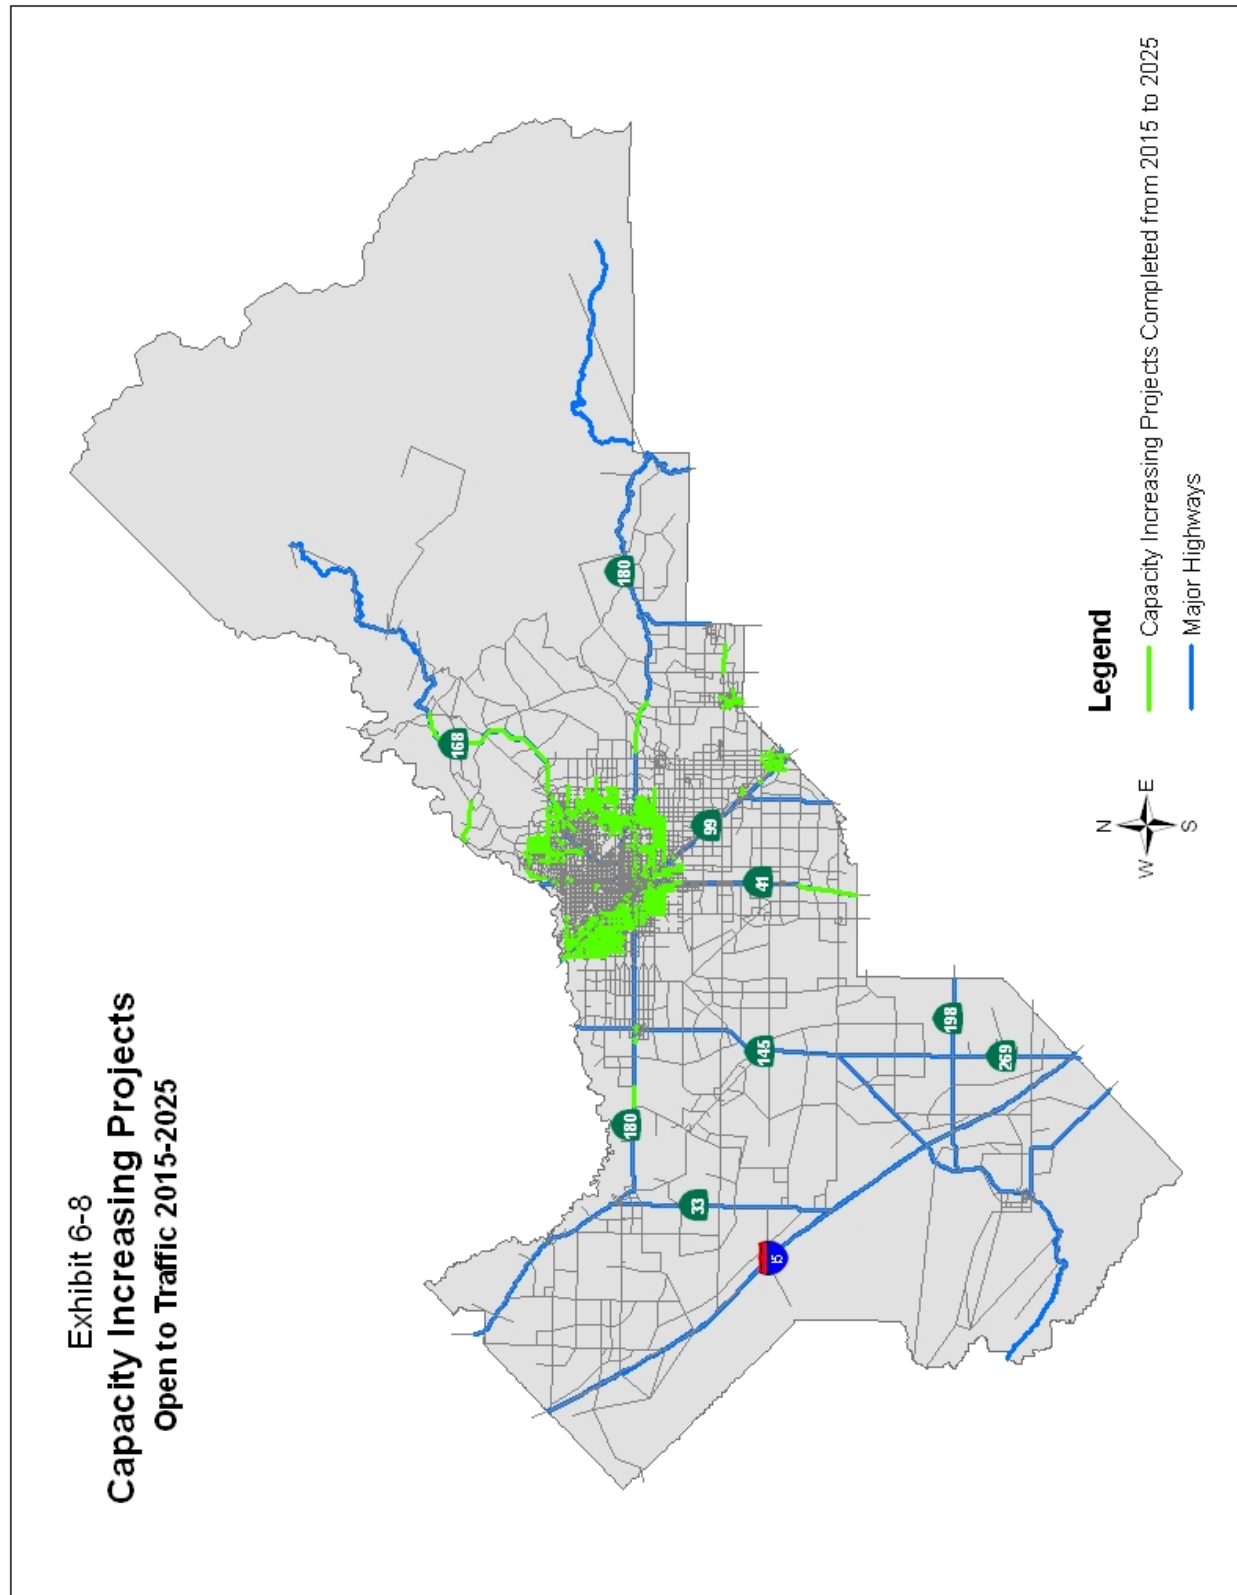 Exhibit 6-8
Capacity Increasing Projects
Open to Traffic 2015-2025
168
180
180
99
41
145
33
I5
198
269
N
W
E
S
Legend
Capacity Increasing Projects Completed from 2015 to 2025
Major Highways